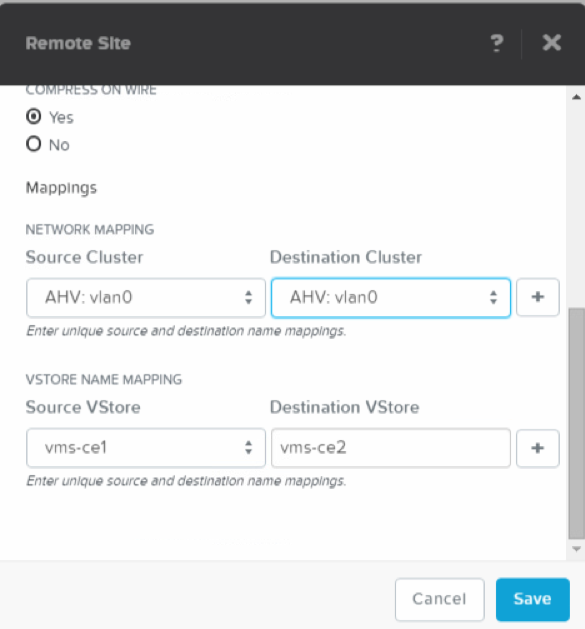 Remote Site
?
COMPRESS ON WIRE
Yes
No
Mappings
NETWORK MAPPING
Source Cluster Destination Cluster
AHV: vlan0 AHV: vlan0 +
Enter unique source and destination name mappings.
VSTORE NAME MAPPING
Source VStore Destination VStore
vms-ce1 vms-ce2 +
Enter unique source and destination name mappings.
Cancel Save